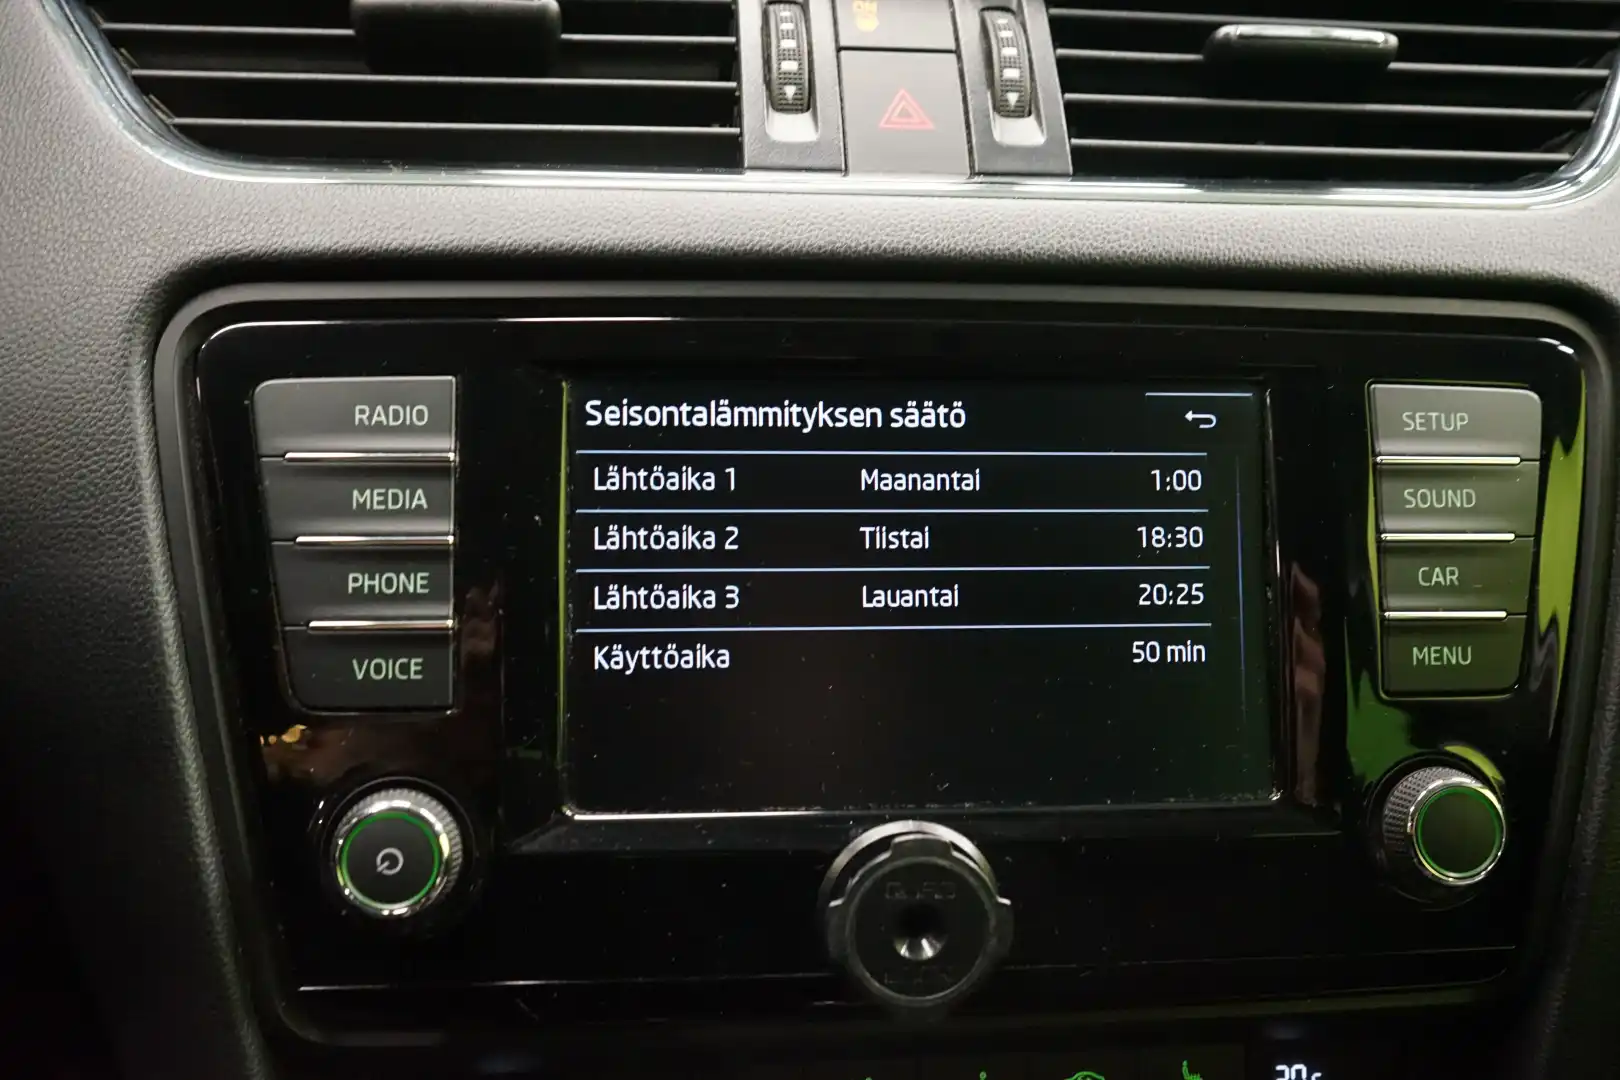 RADIO
MEDIA
PHONE
VOICE
Seisontalämmityksen säätö
Lähtöaika 1 Maanantai 1:00
Lähtöaika 2 Tiistai 18:30
Lähtöaika 3 Lauantai 20:25
Käyttöaika 50 min
SETUP
SOUND
CAR
MENU